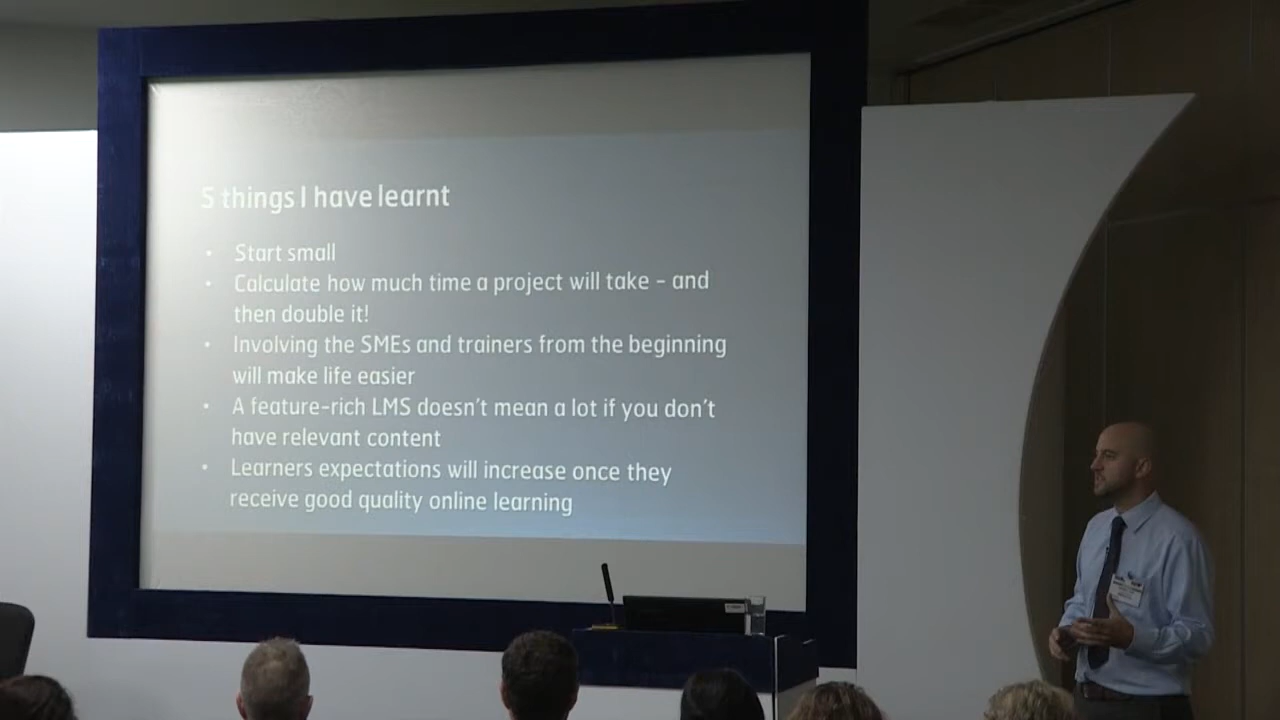 5 things I have learnt
• Start small
• Calculate how much time a project will take – and
then double it!
• Involving the SMEs and trainers from the beginning
will make life easier
• A feature-rich LMS doesn't mean a lot if you don't
have relevant content
• Learners expectations will increase once they
receive good quality online learning